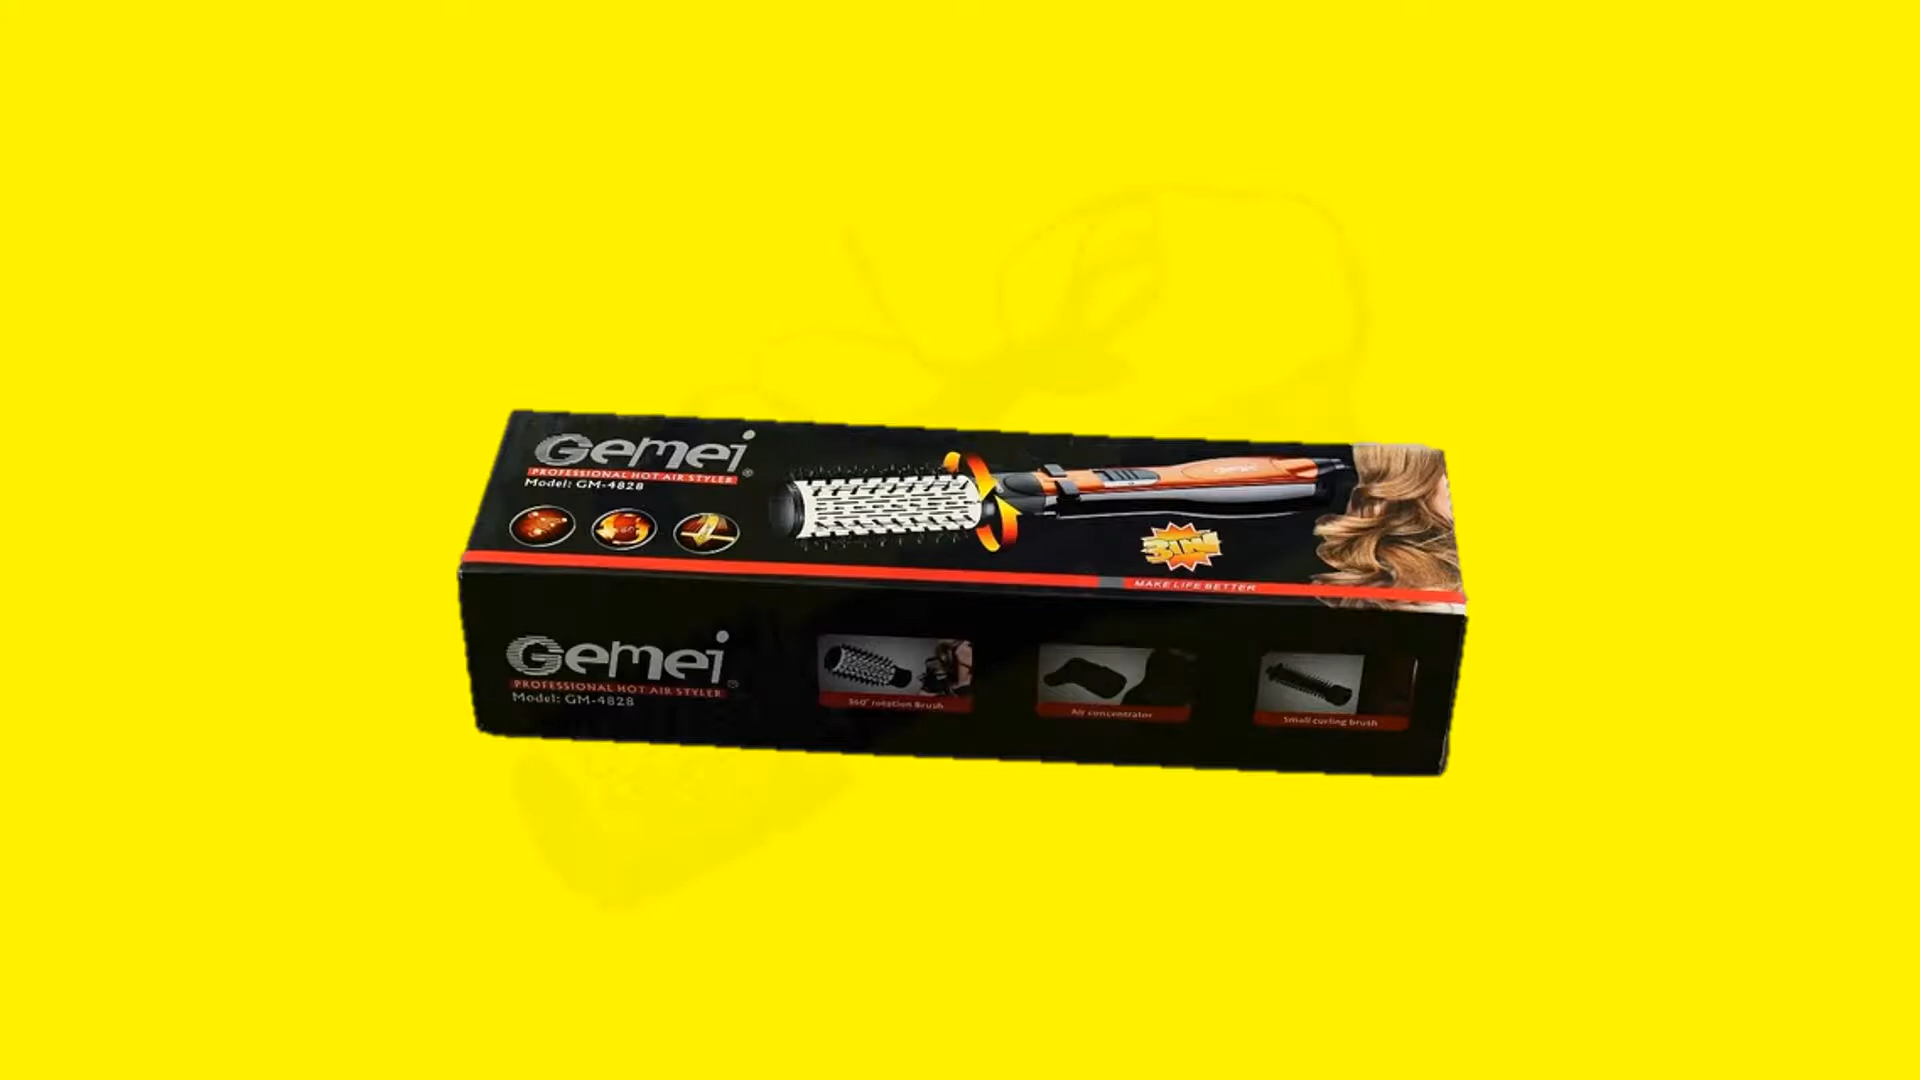 Gemei
PROFESSIONAL HOT AIR STYLER
Model: GM-4828
3IN1
MAKE LIFE BETTER
Gemei
PROFESSIONAL HOT AIR STYLER
Model: GM-4828
360° rotation Brush
Air concentrator
Small curling brush